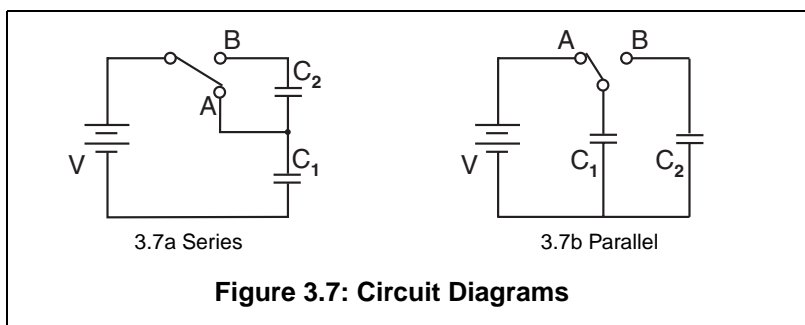 B
A
C2
C1
V
3.7a Series
A
B
C1
C2
V
3.7b Parallel
Figure 3.7: Circuit Diagrams